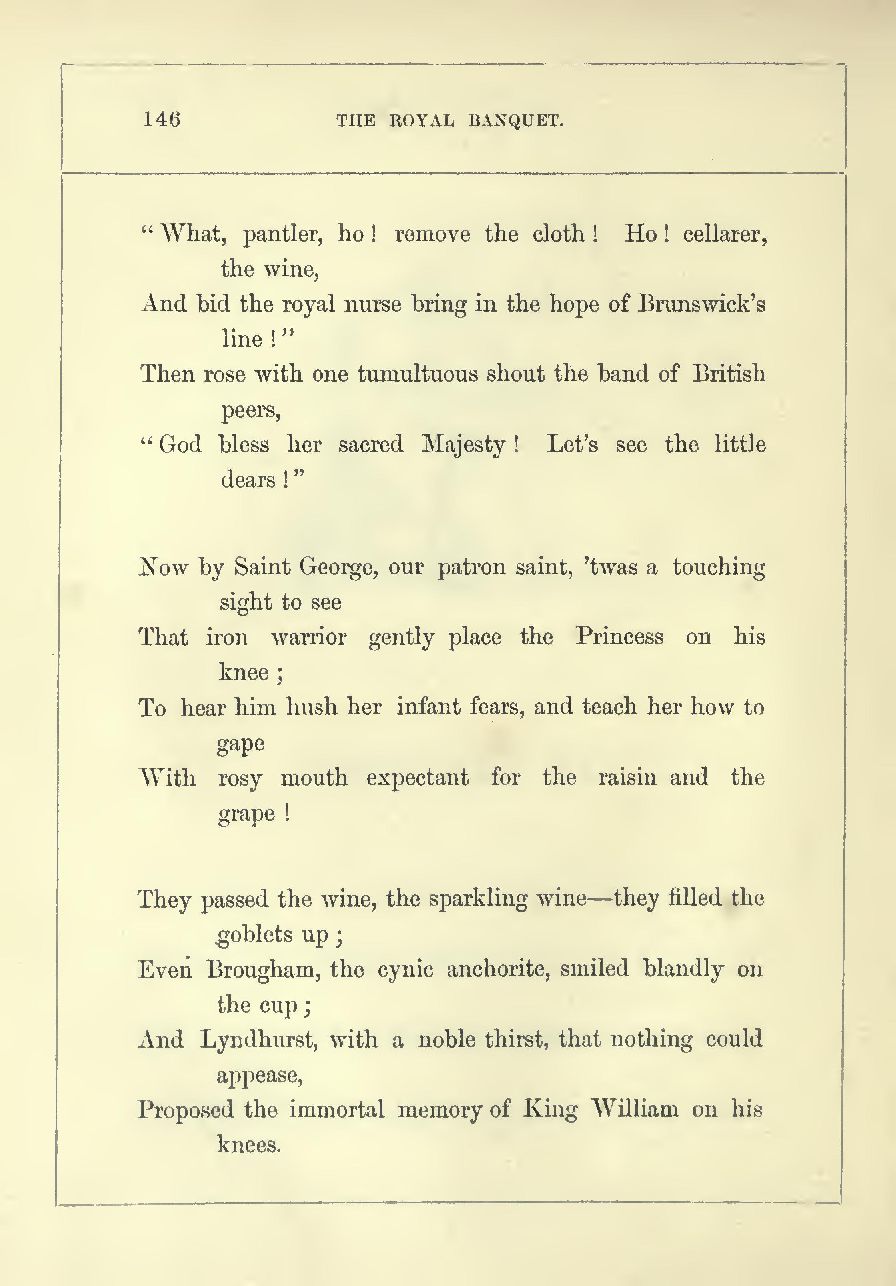 146 THE ROYAL BANQUET.
“ What, pantler, ho ! remove the cloth ! Ho ! cellarer,
the wine,
And bid the royal nurse bring in the hope of Brunswick’s
line ! ”
Then rose with one tumultuous shout the band of British
peers,
“ God bless her sacred Majesty ! Let’s see the little
dears ! ”
Now by Saint George, our patron saint, ’twas a touching
sight to see
That iron warrior gently place the Princess on his
knee ;
To hear him hush her infant fears, and teach her how to
gape
With rosy mouth expectant for the raisin and the
grape !
They passed the wine, the sparkling wine—they filled the
goblets up ;
Even Brougham, the cynic anchorite, smiled blandly on
the cup ;
And Lyndhurst, with a noble thirst, that nothing could
appease,
Proposed the immortal memory of King William on his
knees.